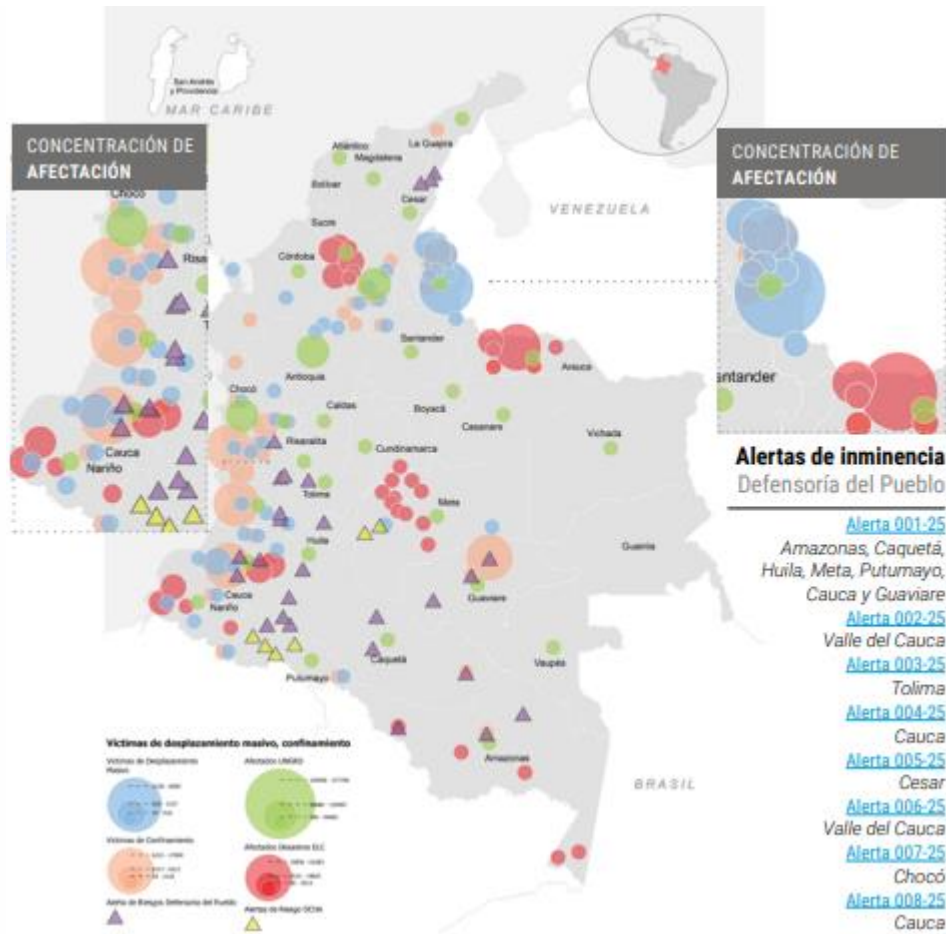 San Andrés
y Providencia
MAR CARIBE
CONCENTRACIÓN DE
AFECTACIÓN
Chocó
Cauca
Nariño
Atlántico
La Guajira
Magdalena
Bolívar
Cesar
Sucre
Córdoba
VENEZUELA
Santander
Arauca
Antioquia
Chocó
Caldas
Boyacá
Casanare
Risaralda
Cundinamarca
Vichada
Tolima
Meta
Huila
Guainía
Cauca
Guaviare
Nariño
Caquetá
Vaupés
Putumayo
Amazonas
BRASIL
CONCENTRACIÓN DE
AFECTACIÓN
antander
Alertas de inminencia
Defensoría del Pueblo
Alerta 001-25
Amazonas, Caquetá,
Huila, Meta, Putumayo,
Cauca y Guaviare
Alerta 002-25
Valle del Cauca
Alerta 003-25
Tolima
Alerta 004-25
Cauca
Alerta 005-25
Cesar
Alerta 006-25
Valle del Cauca
Alerta 007-25
Chocó
Alerta 008-25
Cauca
Víctimas de desplazamiento masivo, confinamiento
Víctimas de Desplazamiento
Masivo
Afectados UNGRD
Víctimas de Confinamiento
Afectados Desastres ELC
Alerta de Riesgos Defensoría del Pueblo
Alertas de Riesgo OCHA